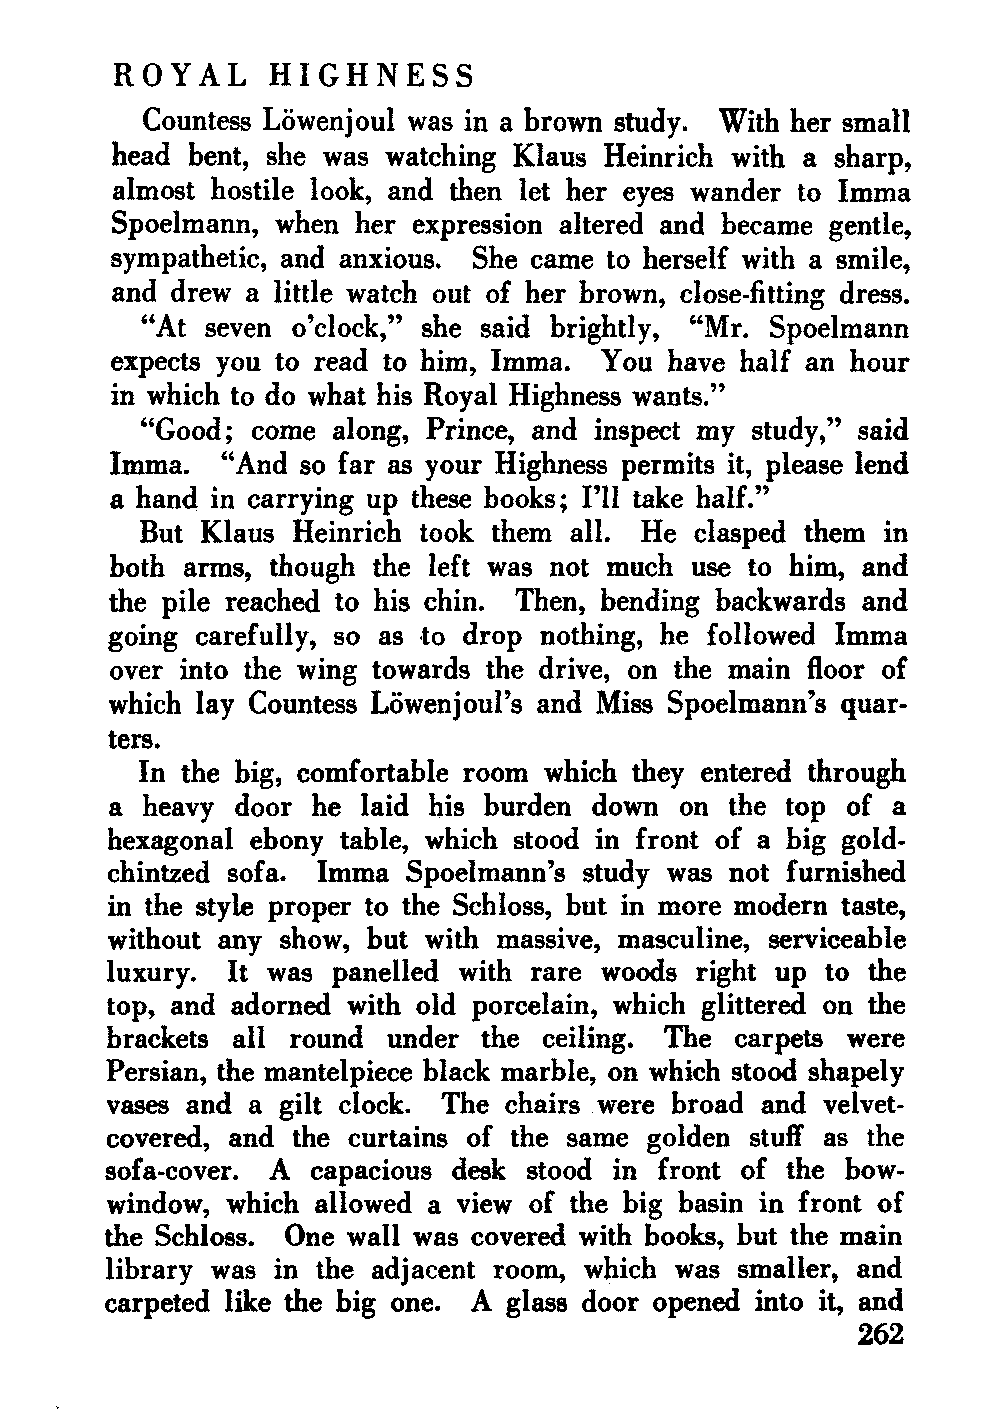 ROYAL HIGHNESS
Countess Löwenjoul was in a brown study. With her small
head bent, she was watching Klaus Heinrich with a sharp,
almost hostile look, and then let her eyes wander to Imma
Spoelmann, when her expression altered and became gentle,
sympathetic, and anxious. She came to herself with a smile,
and drew a little watch out of her brown, close-fitting dress.
“At seven o’clock,” she said brightly, “Mr. Spoelmann
expects you to read to him, Imma. You have half an hour
in which to do what his Royal Highness wants.”
“Good; come along, Prince, and inspect my study,” said
Imma. “And so far as your Highness permits it, please lend
a hand in carrying up these books; I’ll take half.”
But Klaus Heinrich took them all. He clasped them in
both arms, though the left was not much use to him, and
the pile reached to his chin. Then, bending backwards and
going carefully, so as to drop nothing, he followed Imma
over into the wing towards the drive, on the main floor of
which lay Countess Löwenjoul’s and Miss Spoelmann’s quar-
ters.
In the big, comfortable room which they entered through
a heavy door he laid his burden down on the top of a
hexagonal ebony table, which stood in front of a big gold-
chintzed sofa. Imma Spoelmann’s study was not furnished
in the style proper to the Schloss, but in more modern taste,
without any show, but with massive, masculine, serviceable
luxury. It was panelled with rare woods right up to the
top, and adorned with old porcelain, which glittered on the
brackets all round under the ceiling. The carpets were
Persian, the mantelpiece black marble, on which stood shapely
vases and a gilt clock. The chairs were broad and velvet-
covered, and the curtains of the same golden stuff as the
sofa-cover. A capacious desk stood in front of the bow-
window, which allowed a view of the big basin in front of
the Schloss. One wall was covered with books, but the main
library was in the adjacent room, which was smaller, and
carpeted like the big one. A glass door opened into it, and
262